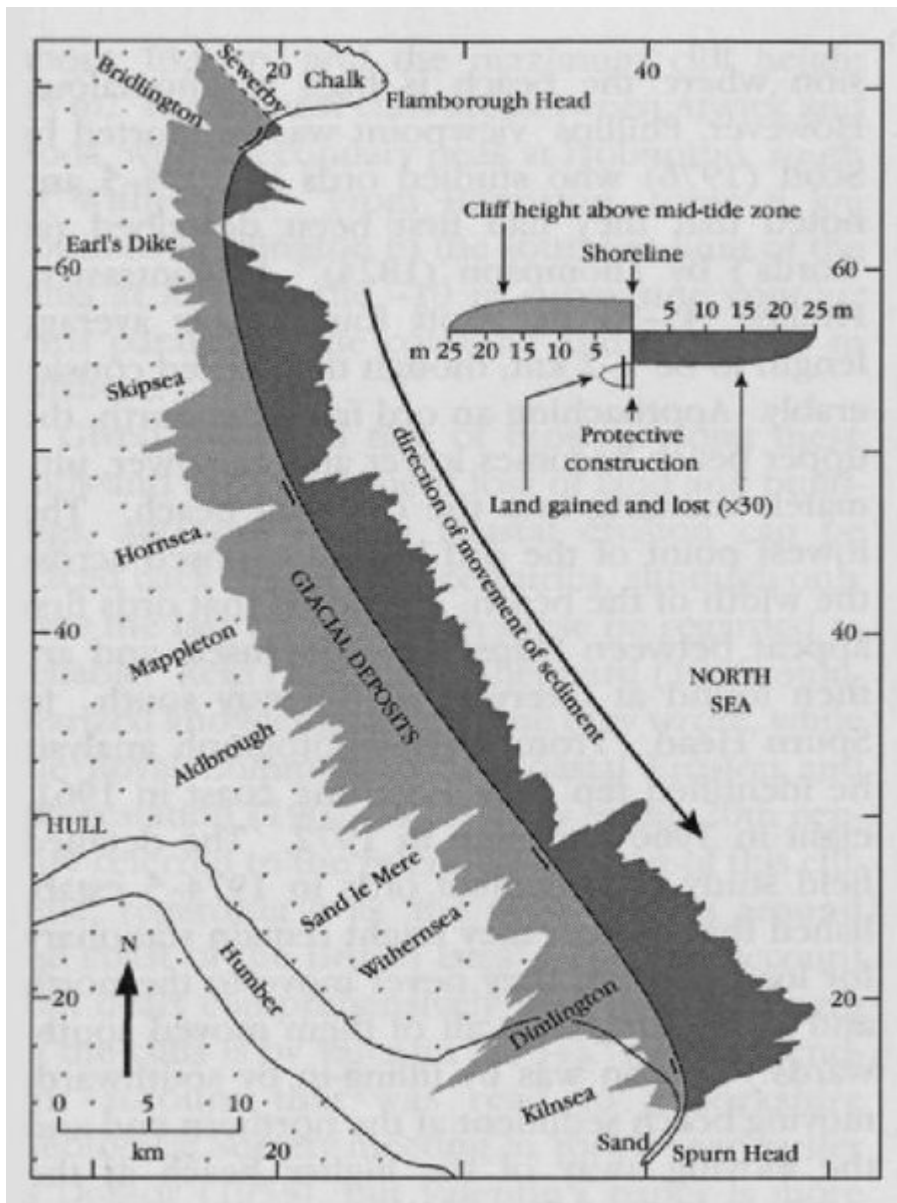 20
40
Bridlington
Sewerby
Chalk
Flamborough Head
Cliff height above mid-tide zone
Earl's Dike
60
Shoreline
60
5 10 15 20 25 m
m 25 20 15 10 5
Skipsea
Protective
construction
direction of movement of sediment
Land gained and lost (×30)
Hornsea
GLACIAL DEPOSITS
40
Mappleton
40
NORTH
SEA
Aldbrough
HULL
Sand le Mere
Withernsea
N
Humber
20
20
Dimlington
0 5 10
km
Kilnsea
20
Sand
40
Spurn Head